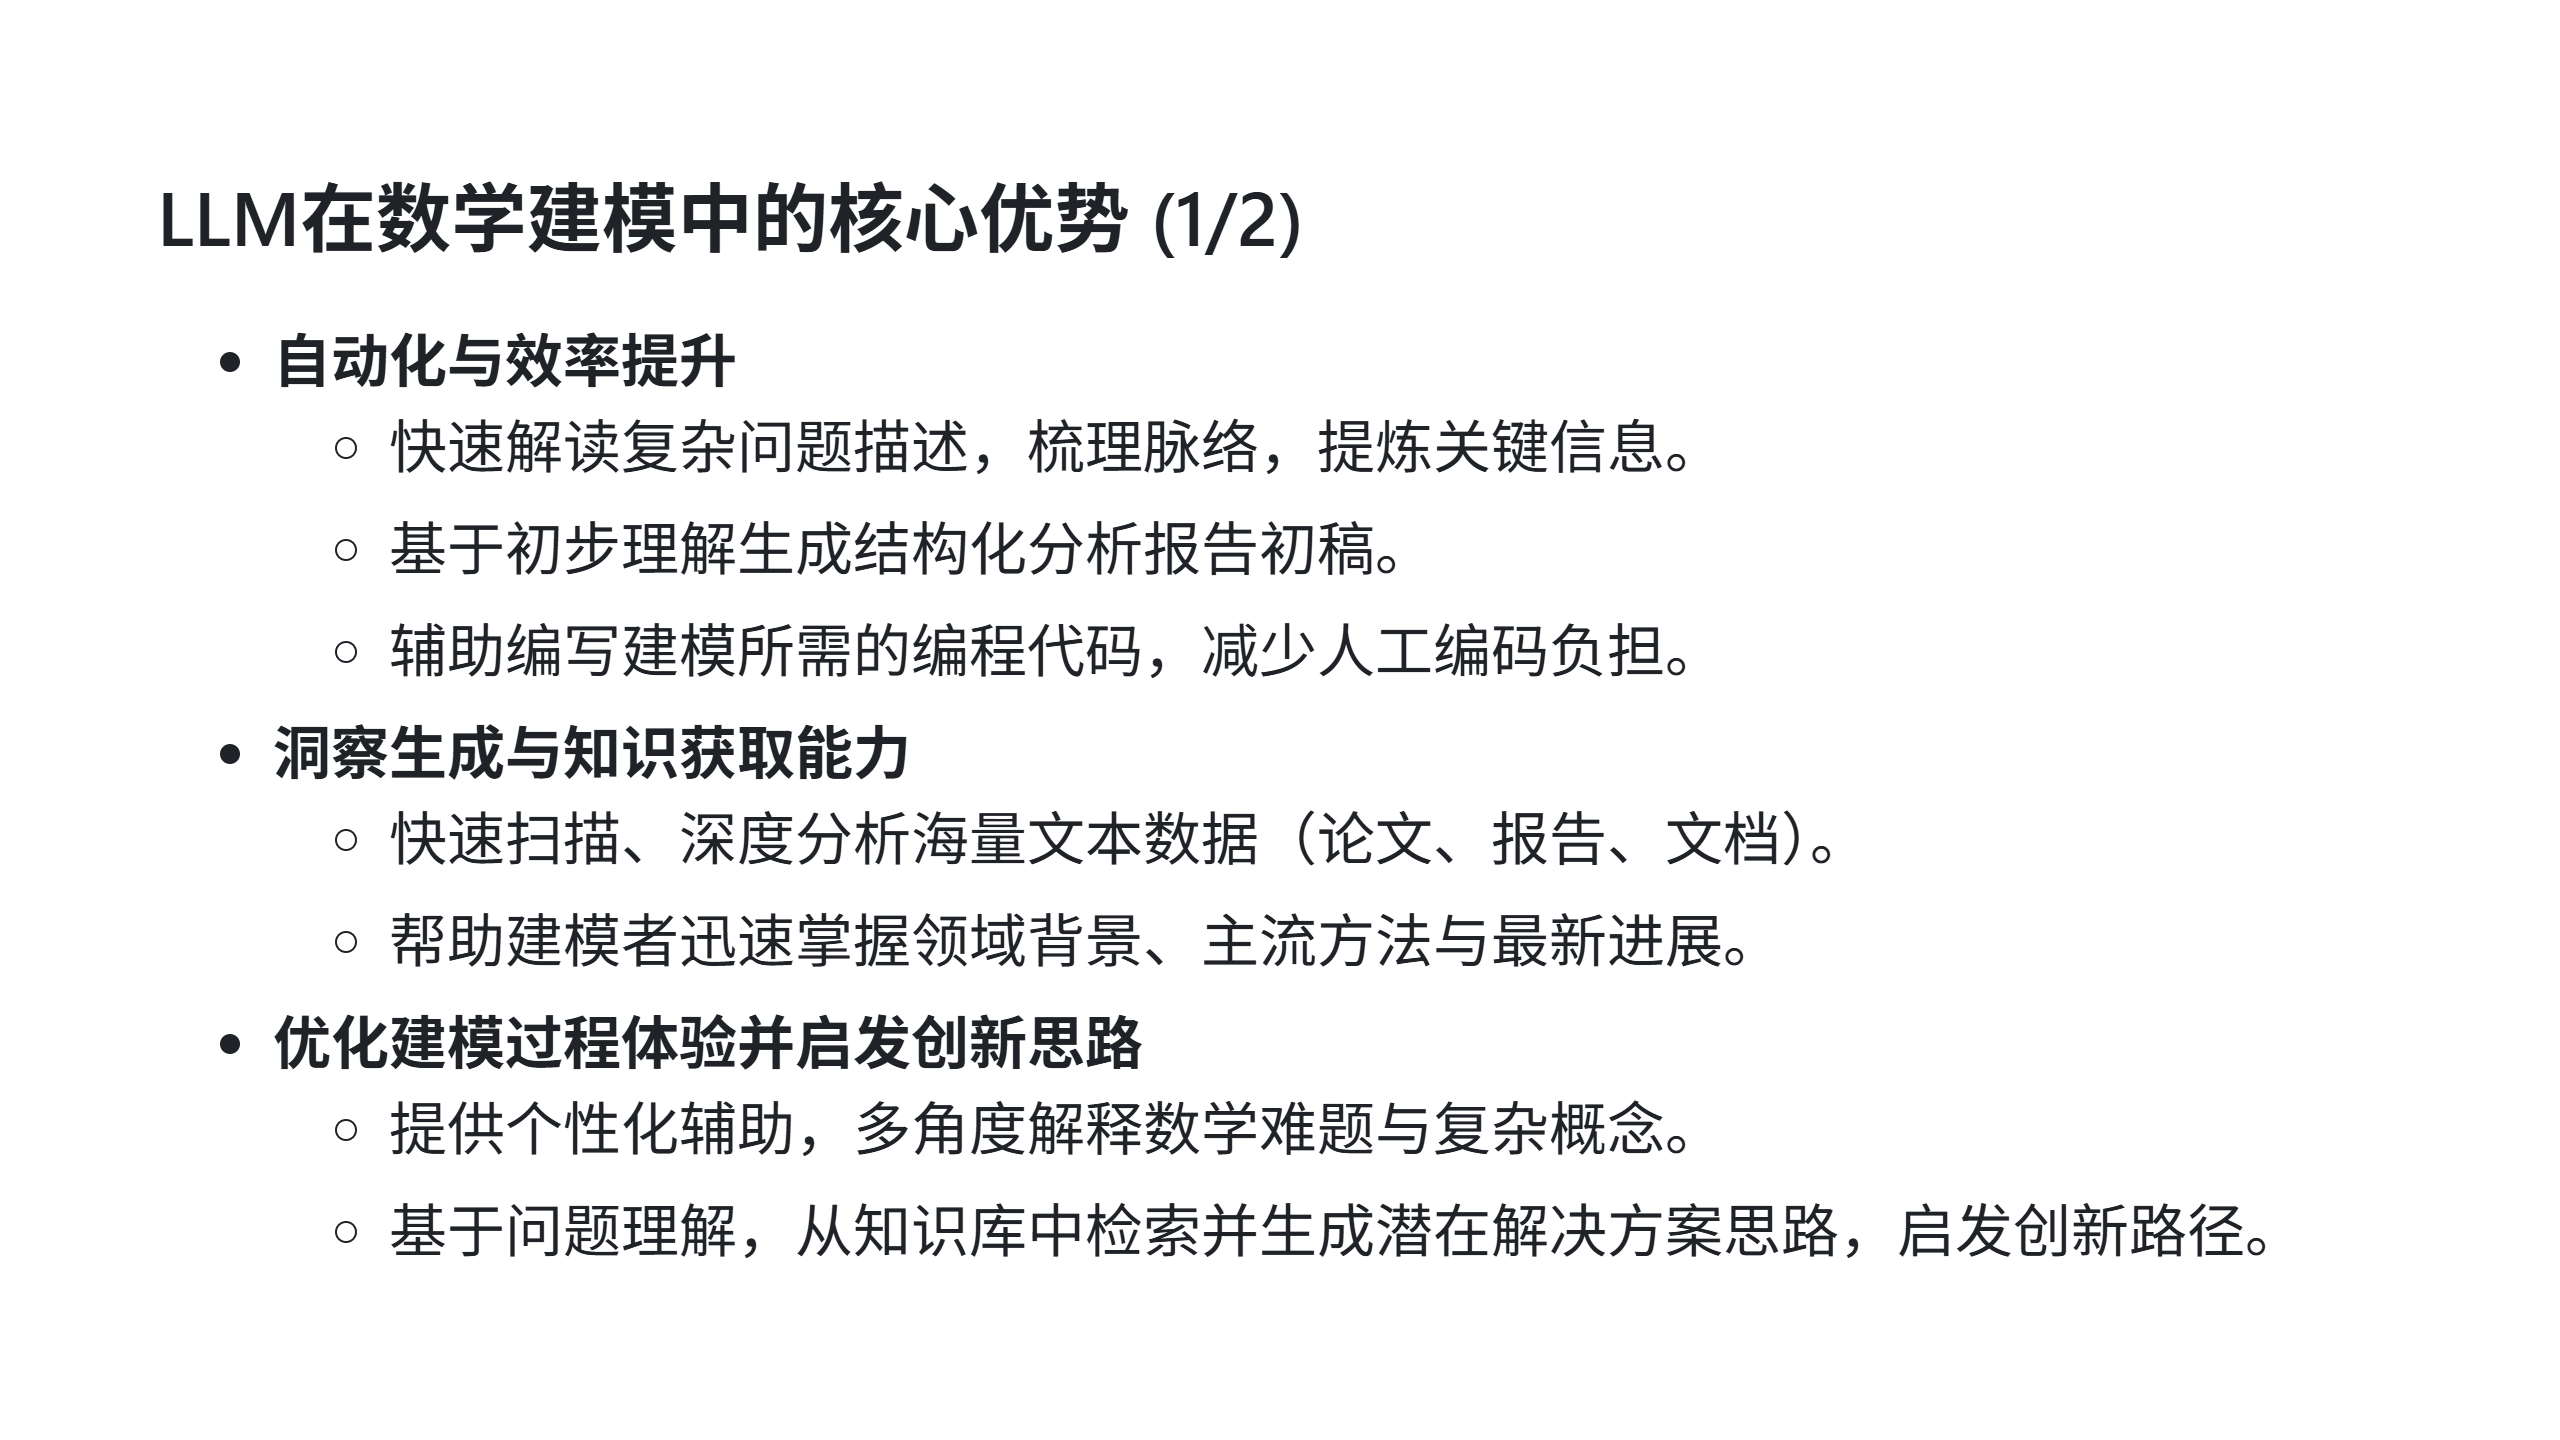 LLM在数学建模中的核心优势 (1/2)
• 自动化与效率提升
○ 快速解读复杂问题描述，梳理脉络，提炼关键信息。
○ 基于初步理解生成结构化分析报告初稿。
○ 辅助编写建模所需的编程代码，减少人工编码负担。
• 洞察生成与知识获取能力
○ 快速扫描、深度分析海量文本数据（论文、报告、文档）。
○ 帮助建模者迅速掌握领域背景、主流方法与最新进展。
• 优化建模过程体验并启发创新思路
○ 提供个性化辅助，多角度解释数学难题与复杂概念。
○ 基于问题理解，从知识库中检索并生成潜在解决方案思路，启发创新路径。